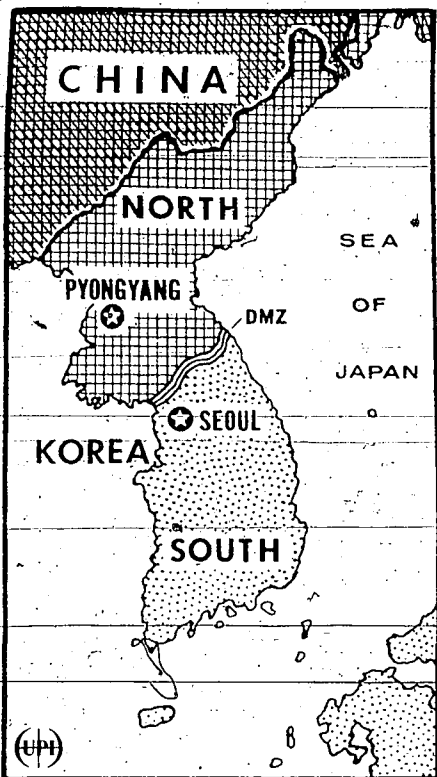 CHINA
NORTH
SEA
OF
JAPAN
PYONGYANG
DMZ
SEOUL
KOREA
SOUTH
UPI